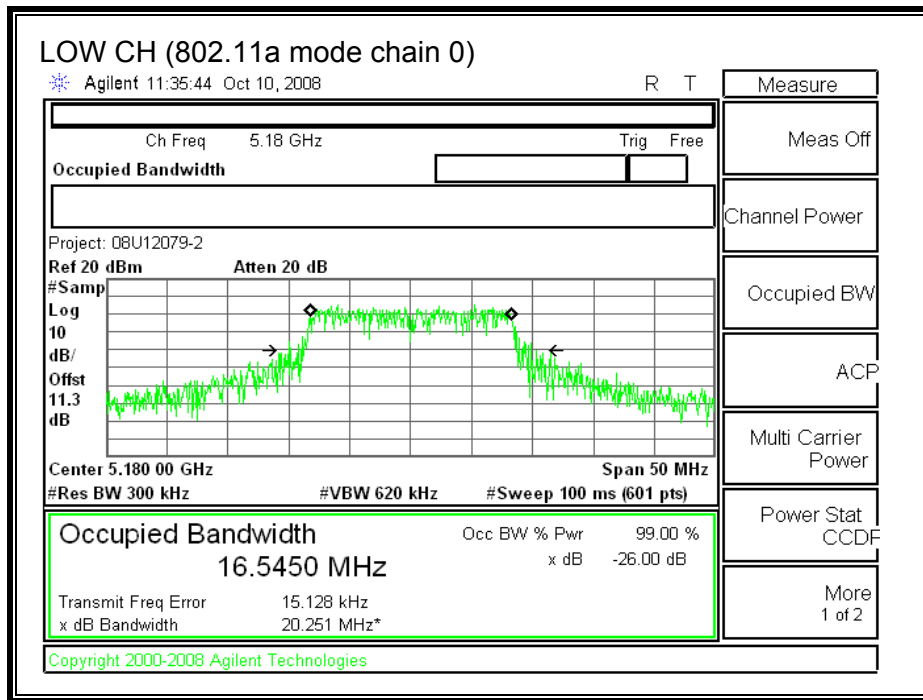 LOW CH (802.11a mode chain 0)
Agilent 11:35:44 Oct 10, 2008 R T
Measure
Ch Freq 5.18 GHz Trig Free
Meas Off
Occupied Bandwidth
Channel Power
Project: 08U12079-2
Ref 20 dBm Atten 20 dB
#Samp
Log
10
dB/
Offst
11.3
dB
Occupied BW
ACP
Multi Carrier
Power
Center 5.180 00 GHz Span 50 MHz
#Res BW 300 kHz #VBW 620 kHz #Sweep 100 ms (601 pts)
Power Stat
CCDF
Occupied Bandwidth Occ BW % Pwr 99.00 %
16.5450 MHz x dB -26.00 dB
Transmit Freq Error 15.128 kHz
x dB Bandwidth 20.251 MHz*
More
1 of 2
Copyright 2000-2008 Agilent Technologies